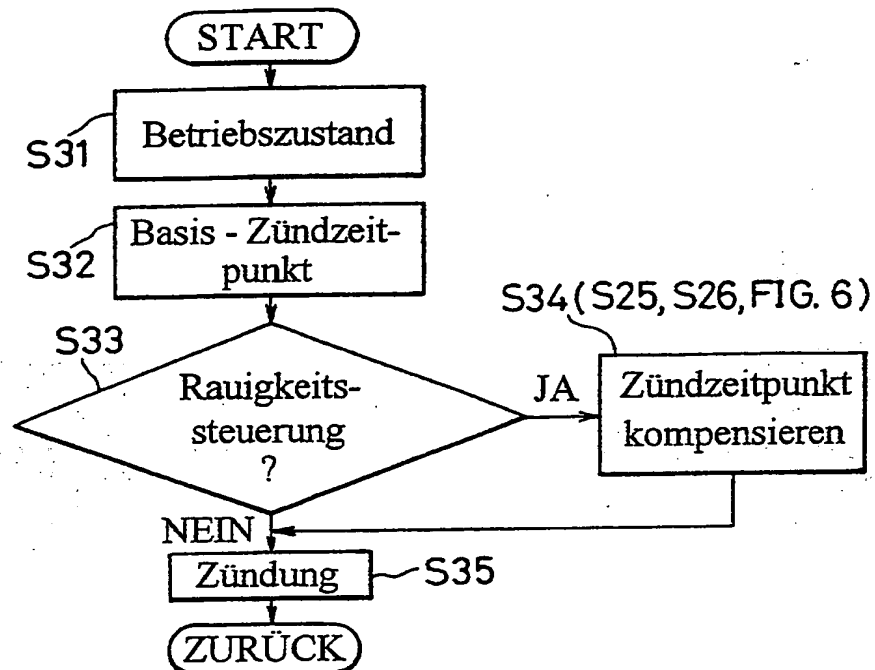 START
S31
Betriebszustand
S32
Basis - Zündzeit-
punkt
S33
Rauigkeits-
steuerung
?
JA
S34 (S25, S26, FIG. 6)
Zündzeitpunkt
kompensieren
NEIN
Zündung
S35
ZURÜCK